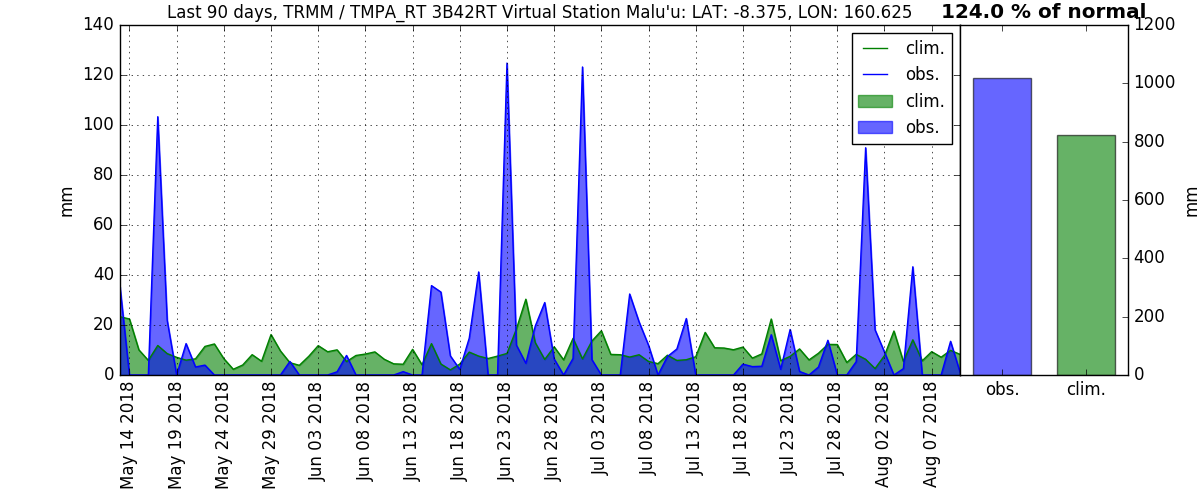 Last 90 days, TRMM / TMPA_RT 3B42RT Virtual Station Malu'u: LAT: -8.375, LON: 160.625
124.0 % of normal
140
120
100
80
60
40
20
0
mm
clim.
obs.
clim.
obs.
May 14 2018
May 19 2018
May 24 2018
May 29 2018
Jun 03 2018
Jun 08 2018
Jun 13 2018
Jun 18 2018
Jun 23 2018
Jun 28 2018
Jul 03 2018
Jul 08 2018
Jul 13 2018
Jul 18 2018
Jul 23 2018
Jul 28 2018
Aug 02 2018
Aug 07 2018
1200
1000
800
600
400
200
0
mm
obs.
clim.